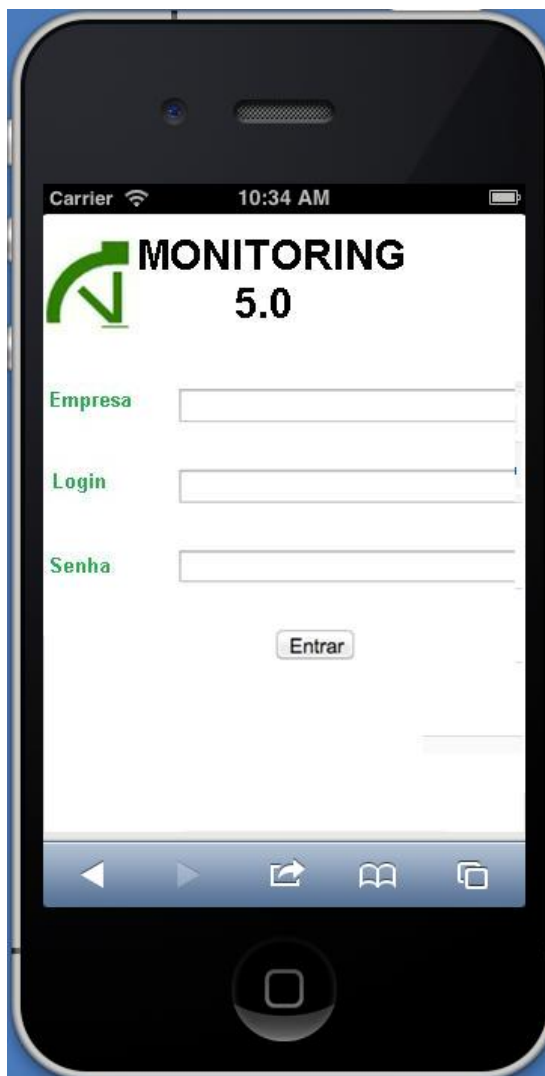 Carrier 10:34 AM
MONITORING
5.0
Empresa
Login
Senha
Entrar